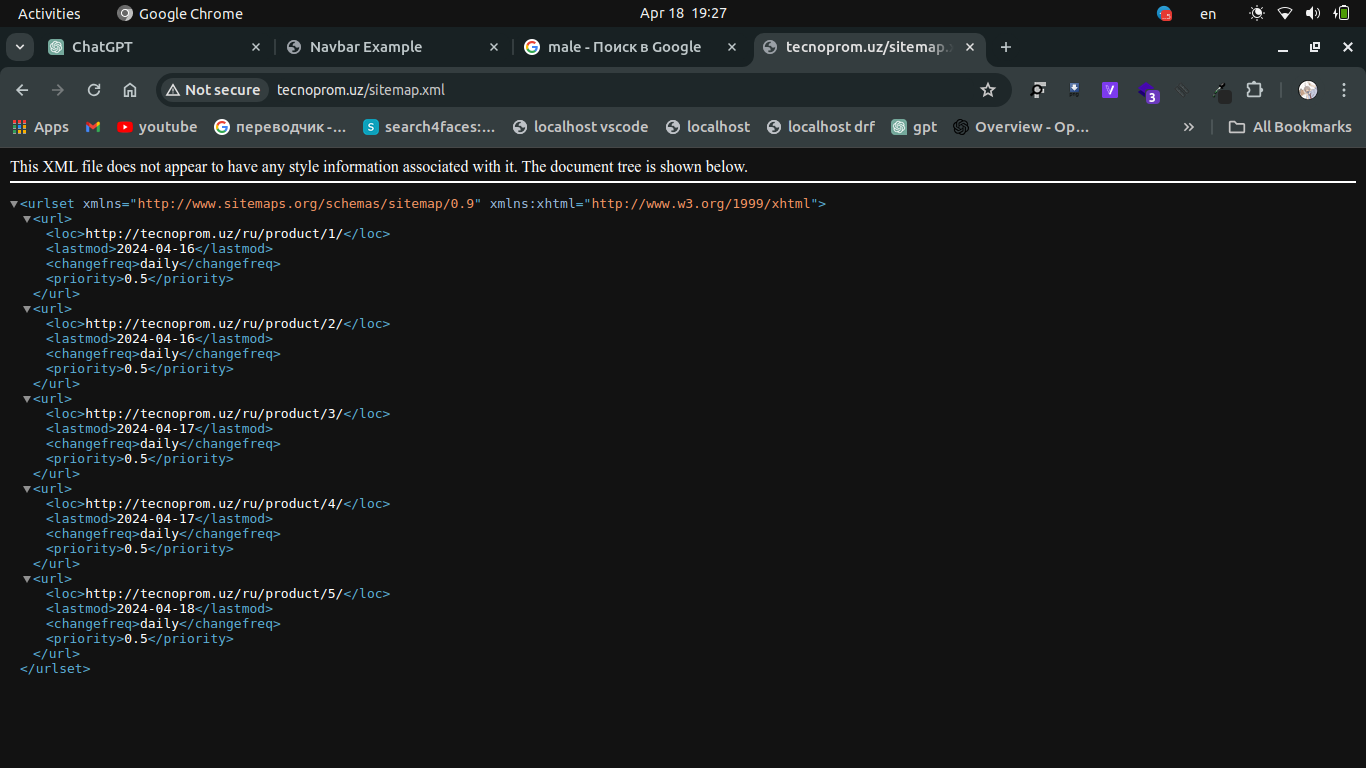 Activities Google Chrome Apr 18 19:27 en
ChatGPT Navbar Example male - Поиск в Google tecnoprom.uz/sitemap.
Not secure tecnoprom.uz/sitemap.xml 3
Apps youtube переводчик -... S search4faces:... localhost vscode localhost localhost drf gpt Overview - Op... » All Bookmarks
This XML file does not appear to have any style information associated with it. The document tree is shown below.
<urlset xmlns="http://www.sitemaps.org/schemas/sitemap/0.9" xmlns:xhtml="http://www.w3.org/1999/xhtml">
<url>
<loc>http://tecnoprom.uz/ru/product/1/</loc>
<lastmod>2024-04-16</lastmod>
<changefreq>daily</changefreq>
<priority>0.5</priority>
</url>
<url>
<loc>http://tecnoprom.uz/ru/product/2/</loc>
<lastmod>2024-04-16</lastmod>
<changefreq>daily</changefreq>
<priority>0.5</priority>
</url>
<url>
<loc>http://tecnoprom.uz/ru/product/3/</loc>
<lastmod>2024-04-17</lastmod>
<changefreq>daily</changefreq>
<priority>0.5</priority>
</url>
<url>
<loc>http://tecnoprom.uz/ru/product/4/</loc>
<lastmod>2024-04-17</lastmod>
<changefreq>daily</changefreq>
<priority>0.5</priority>
</url>
<url>
<loc>http://tecnoprom.uz/ru/product/5/</loc>
<lastmod>2024-04-18</lastmod>
<changefreq>daily</changefreq>
<priority>0.5</priority>
</url>
</urlset>